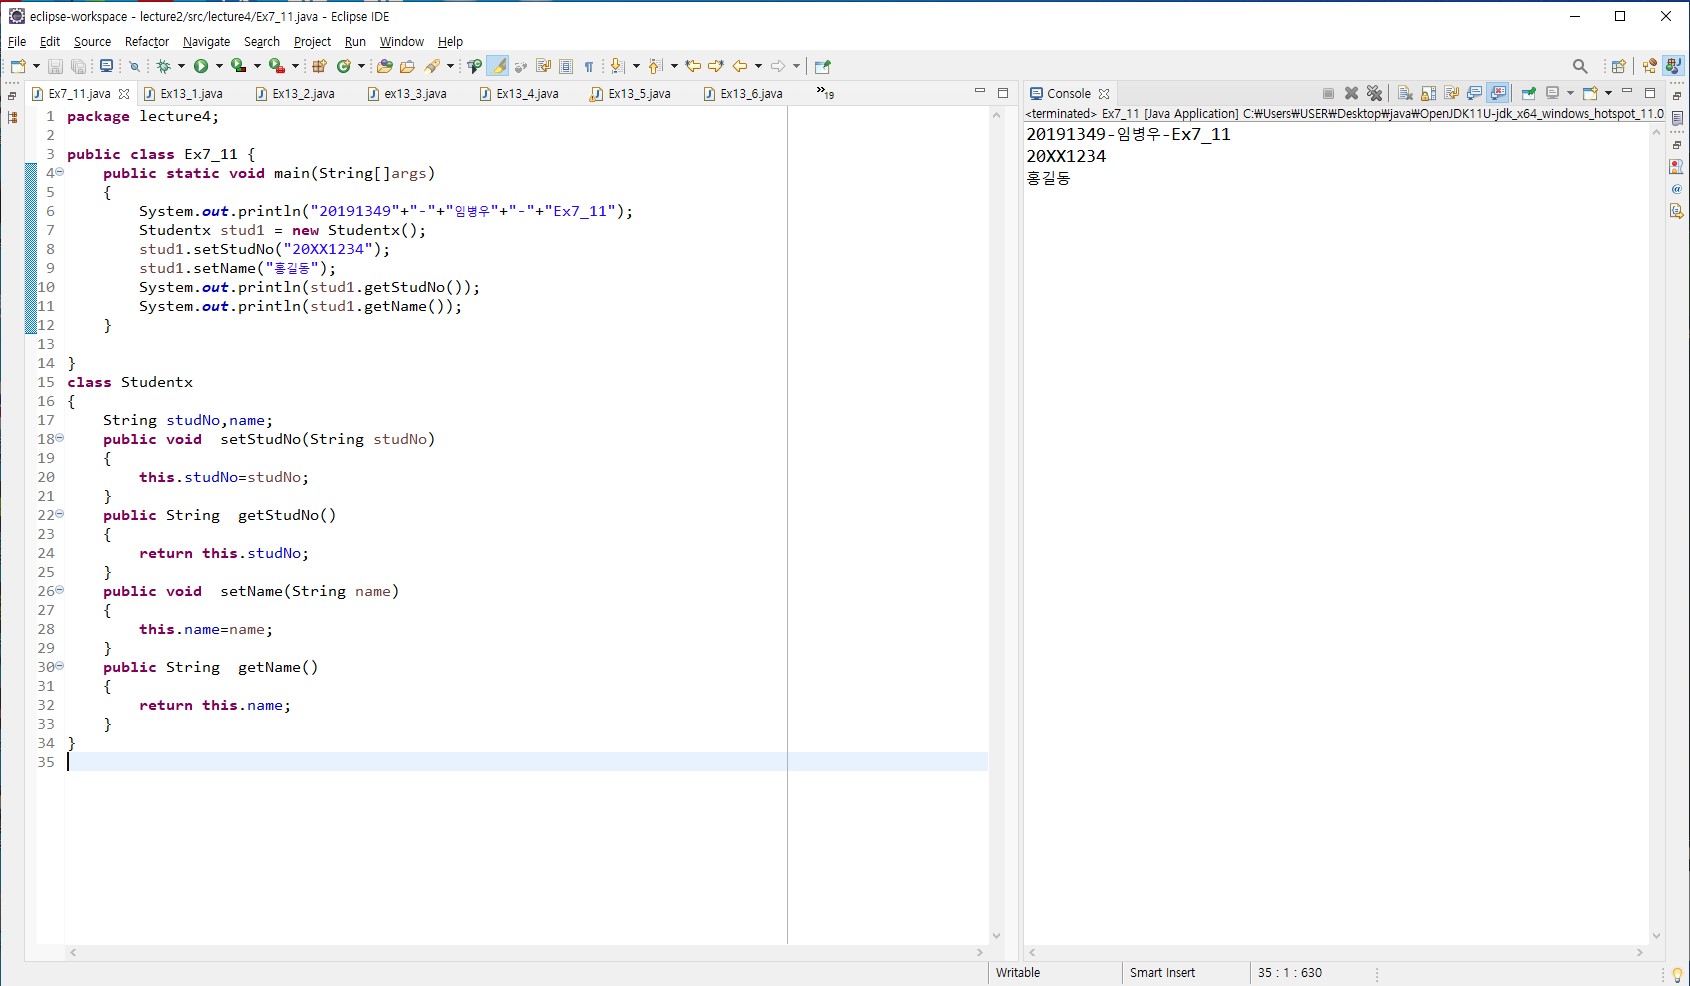 eclipse-workspace - lecture2/src/lecture4/Ex7_11.java - Eclipse IDE
File Edit Source Refactor Navigate Search Project Run Window Help
Ex7_11.java Ex13_1.java Ex13_2.java ex13_3.java Ex13_4.java Ex13_5.java Ex13_6.java »19
1 package lecture4;
2
3 public class Ex7_11 {
4 public static void main(String[]args)
5 {
6 System.out.println("20191349"+"-"+"임병우"+"-"+"Ex7_11");
7 Studentx stud1 = new Studentx();
8 stud1.setStudNo("20XX1234");
9 stud1.setName("홍길동");
10 System.out.println(stud1.getStudNo());
11 System.out.println(stud1.getName());
12 }
13
14 }
15 class Studentx
16 {
17 String studNo,name;
18 public void  setStudNo(String studNo)
19 {
20 this.studNo=studNo;
21 }
22 public String  getStudNo()
23 {
24 return this.studNo;
25 }
26 public void  setName(String name)
27 {
28 this.name=name;
29 }
30 public String  getName()
31 {
32 return this.name;
33 }
34 }
35
Console
<terminated> Ex7_11 [Java Application] C:₩Users₩USER₩Desktop₩java₩OpenJDK11U-jdk_x64_windows_hotspot_11.0
20191349-임병우-Ex7_11
20XX1234
홍길동
Writable Smart Insert 35 : 1 : 630